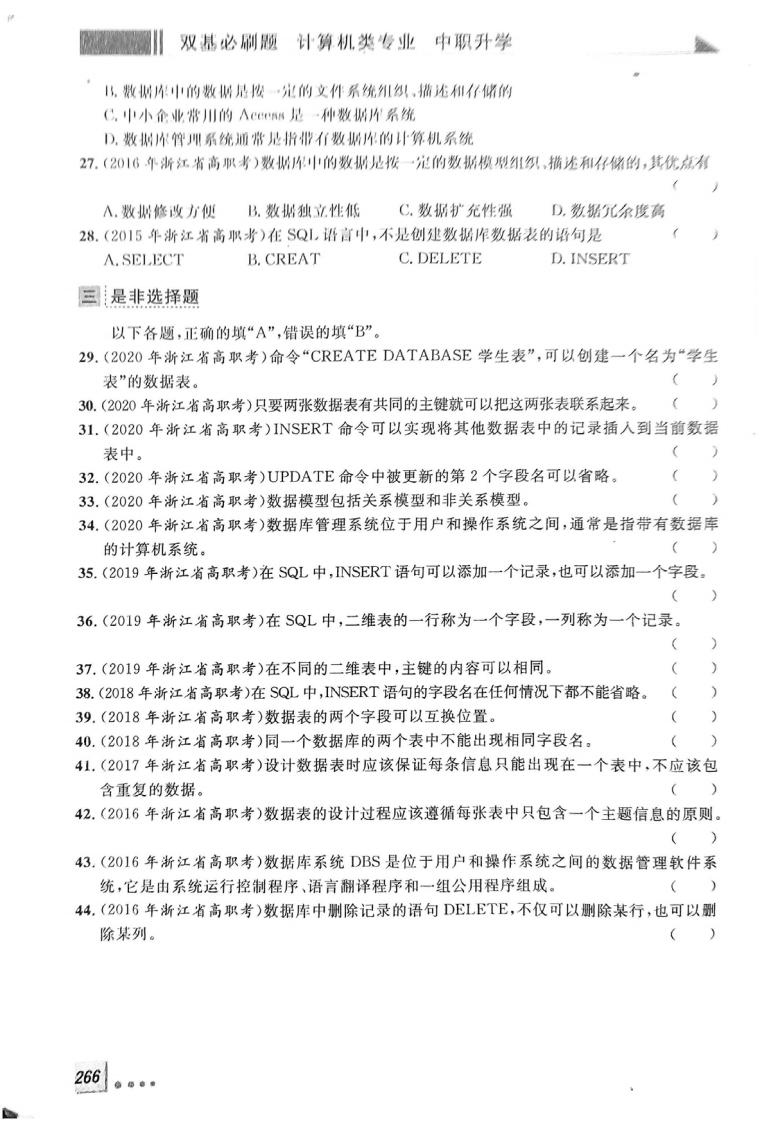 双基必刷题 计算机类专业 中职升学
B. 数据库中的数据是按一定的文件系统组织、描述和存储的
C. 中小企业常用的 Access 是一种数据库系统
D. 数据库管理系统通常是指带有数据库的计算机系统
27. (2016 年浙江省高职考)数据库中的数据是按一定的数据模型组织、描述和存储的,其优点有
( )
A. 数据修改方便 B. 数据独立性低 C. 数据扩充性强 D. 数据冗余度高
28. (2015 年浙江省高职考)在 SQL 语言中,不是创建数据库数据表的语句是 ( )
A. SELECT B. CREAT C. DELETE D. INSERT
三 是非选择题
以下各题,正确的填“A”,错误的填“B”。
29. (2020 年浙江省高职考)命令“CREATE DATABASE 学生表”,可以创建一个名为“学生
表”的数据表。 ( )
30. (2020 年浙江省高职考)只要两张数据表有共同的主键就可以把这两张表联系起来。 ( )
31. (2020 年浙江省高职考)INSERT 命令可以实现将其他数据表中的记录插入到当前数据
表中。 ( )
32. (2020 年浙江省高职考)UPDATE 命令中被更新的第 2 个字段名可以省略。 ( )
33. (2020 年浙江省高职考)数据模型包括关系模型和非关系模型。 ( )
34. (2020 年浙江省高职考)数据库管理系统位于用户和操作系统之间,通常是指带有数据库
的计算机系统。 ( )
35. (2019 年浙江省高职考)在 SQL 中,INSERT 语句可以添加一个记录,也可以添加一个字段。
( )
36. (2019 年浙江省高职考)在 SQL 中,二维表的一行称为一个字段,一列称为一个记录。
( )
37. (2019 年浙江省高职考)在不同的二维表中,主键的内容可以相同。 ( )
38. (2018 年浙江省高职考)在 SQL 中,INSERT 语句的字段名在任何情况下都不能省略。 ( )
39. (2018 年浙江省高职考)数据表的两个字段可以互换位置。 ( )
40. (2018 年浙江省高职考)同一个数据库的两个表中不能出现相同字段名。 ( )
41. (2017 年浙江省高职考)设计数据表时应该保证每条信息只能出现在一个表中,不应该包
含重复的数据。 ( )
42. (2016 年浙江省高职考)数据表的设计过程应该遵循每张表中只包含一个主题信息的原则。
( )
43. (2016 年浙江省高职考)数据库系统 DBS 是位于用户和操作系统之间的数据管理软件系
统,它是由系统运行控制程序、语言翻译程序和一组公用程序组成。 ( )
44. (2016 年浙江省高职考)数据库中删除记录的语句 DELETE,不仅可以删除某行,也可以删
除某列。 ( )
266